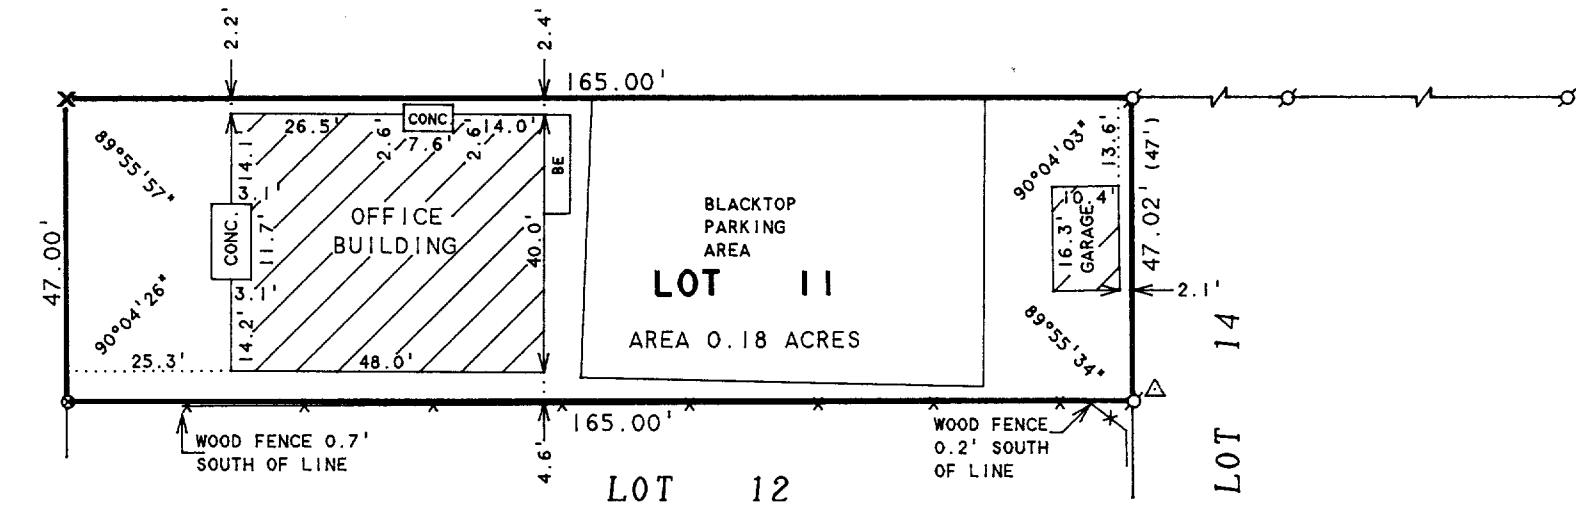 2.2'
2.4'
165.00'
CONC.
26.5'
2.6'
7.6'
2.6'
14.0'
89°55'57"
14.1'
3.1'
BE
13.6'
(47')
90°04'03"
10.4'
16.3'
GARAGE
47.02'
2.1'
47.00'
CONC.
11.7'
OFFICE
BUILDING
40.0'
BLACKTOP
PARKING
AREA
LOT 11
AREA 0.18 ACRES
90°04'26"
3.1'
14.2'
25.3'
48.0'
89°55'34"
LOT 14
WOOD FENCE 0.7'
SOUTH OF LINE
4.6'
165.00'
WOOD FENCE
0.2' SOUTH
OF LINE
LOT 12